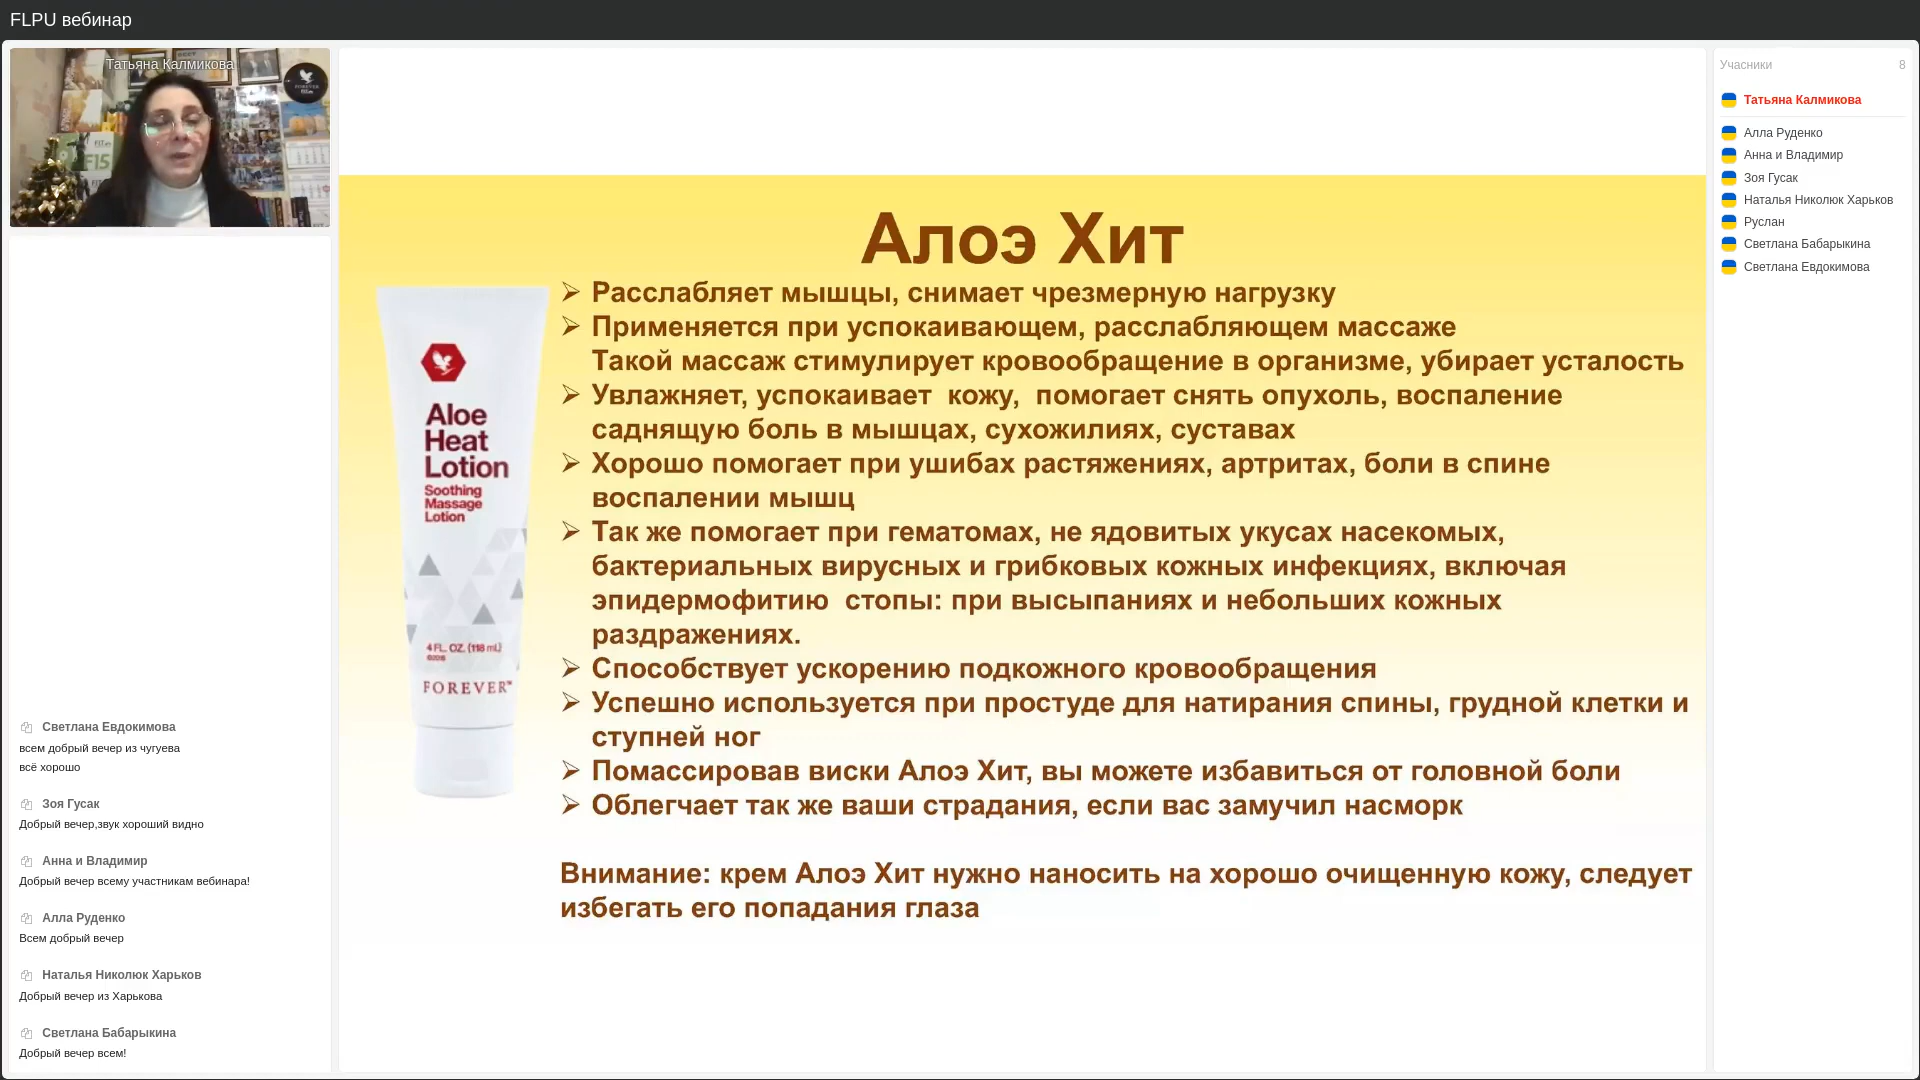 FLPU вебинар
Татьяна Калмикова
FOREVER
F15
Светлана Евдокимова
всем добрый вечер из чугуева
всё хорошо
Зоя Гусак
Добрый вечер,звук хороший видно
Анна и Владимир
Добрый вечер всему участникам вебинара!
Алла Руденко
Всем добрый вечер
Наталья Николюк Харьков
Добрый вечер из Харькова
Светлана Бабарыкина
Добрый вечер всем!
Алоэ Хит
➢ Расслабляет мышцы, снимает чрезмерную нагрузку
➢ Применяется при успокаивающем, расслабляющем массаже
Такой массаж стимулирует кровообращение в организме, убирает усталость
➢ Увлажняет, успокаивает кожу, помогает снять опухоль, воспаление
саднящую боль в мышцах, сухожилиях, суставах
➢ Хорошо помогает при ушибах растяжениях, артритах, боли в спине
воспалении мышц
➢ Так же помогает при гематомах, не ядовитых укусах насекомых,
бактериальных вирусных и грибковых кожных инфекциях, включая
эпидермофитию стопы: при высыпаниях и небольших кожных
раздражениях.
➢ Способствует ускорению подкожного кровообращения
➢ Успешно используется при простуде для натирания спины, грудной клетки и
ступней ног
➢ Помассировав виски Алоэ Хит, вы можете избавиться от головной боли
➢ Облегчает так же ваши страдания, если вас замучил насморк
Внимание: крем Алоэ Хит нужно наносить на хорошо очищенную кожу, следует
избегать его попадания глаза
Aloe
Heat
Lotion
Soothing
Massage
Lotion
4 FL. OZ. (118 mL)
©2018
FOREVER™
Учасники 8
Татьяна Калмикова
Алла Руденко
Анна и Владимир
Зоя Гусак
Наталья Николюк Харьков
Руслан
Светлана Бабарыкина
Светлана Евдокимова